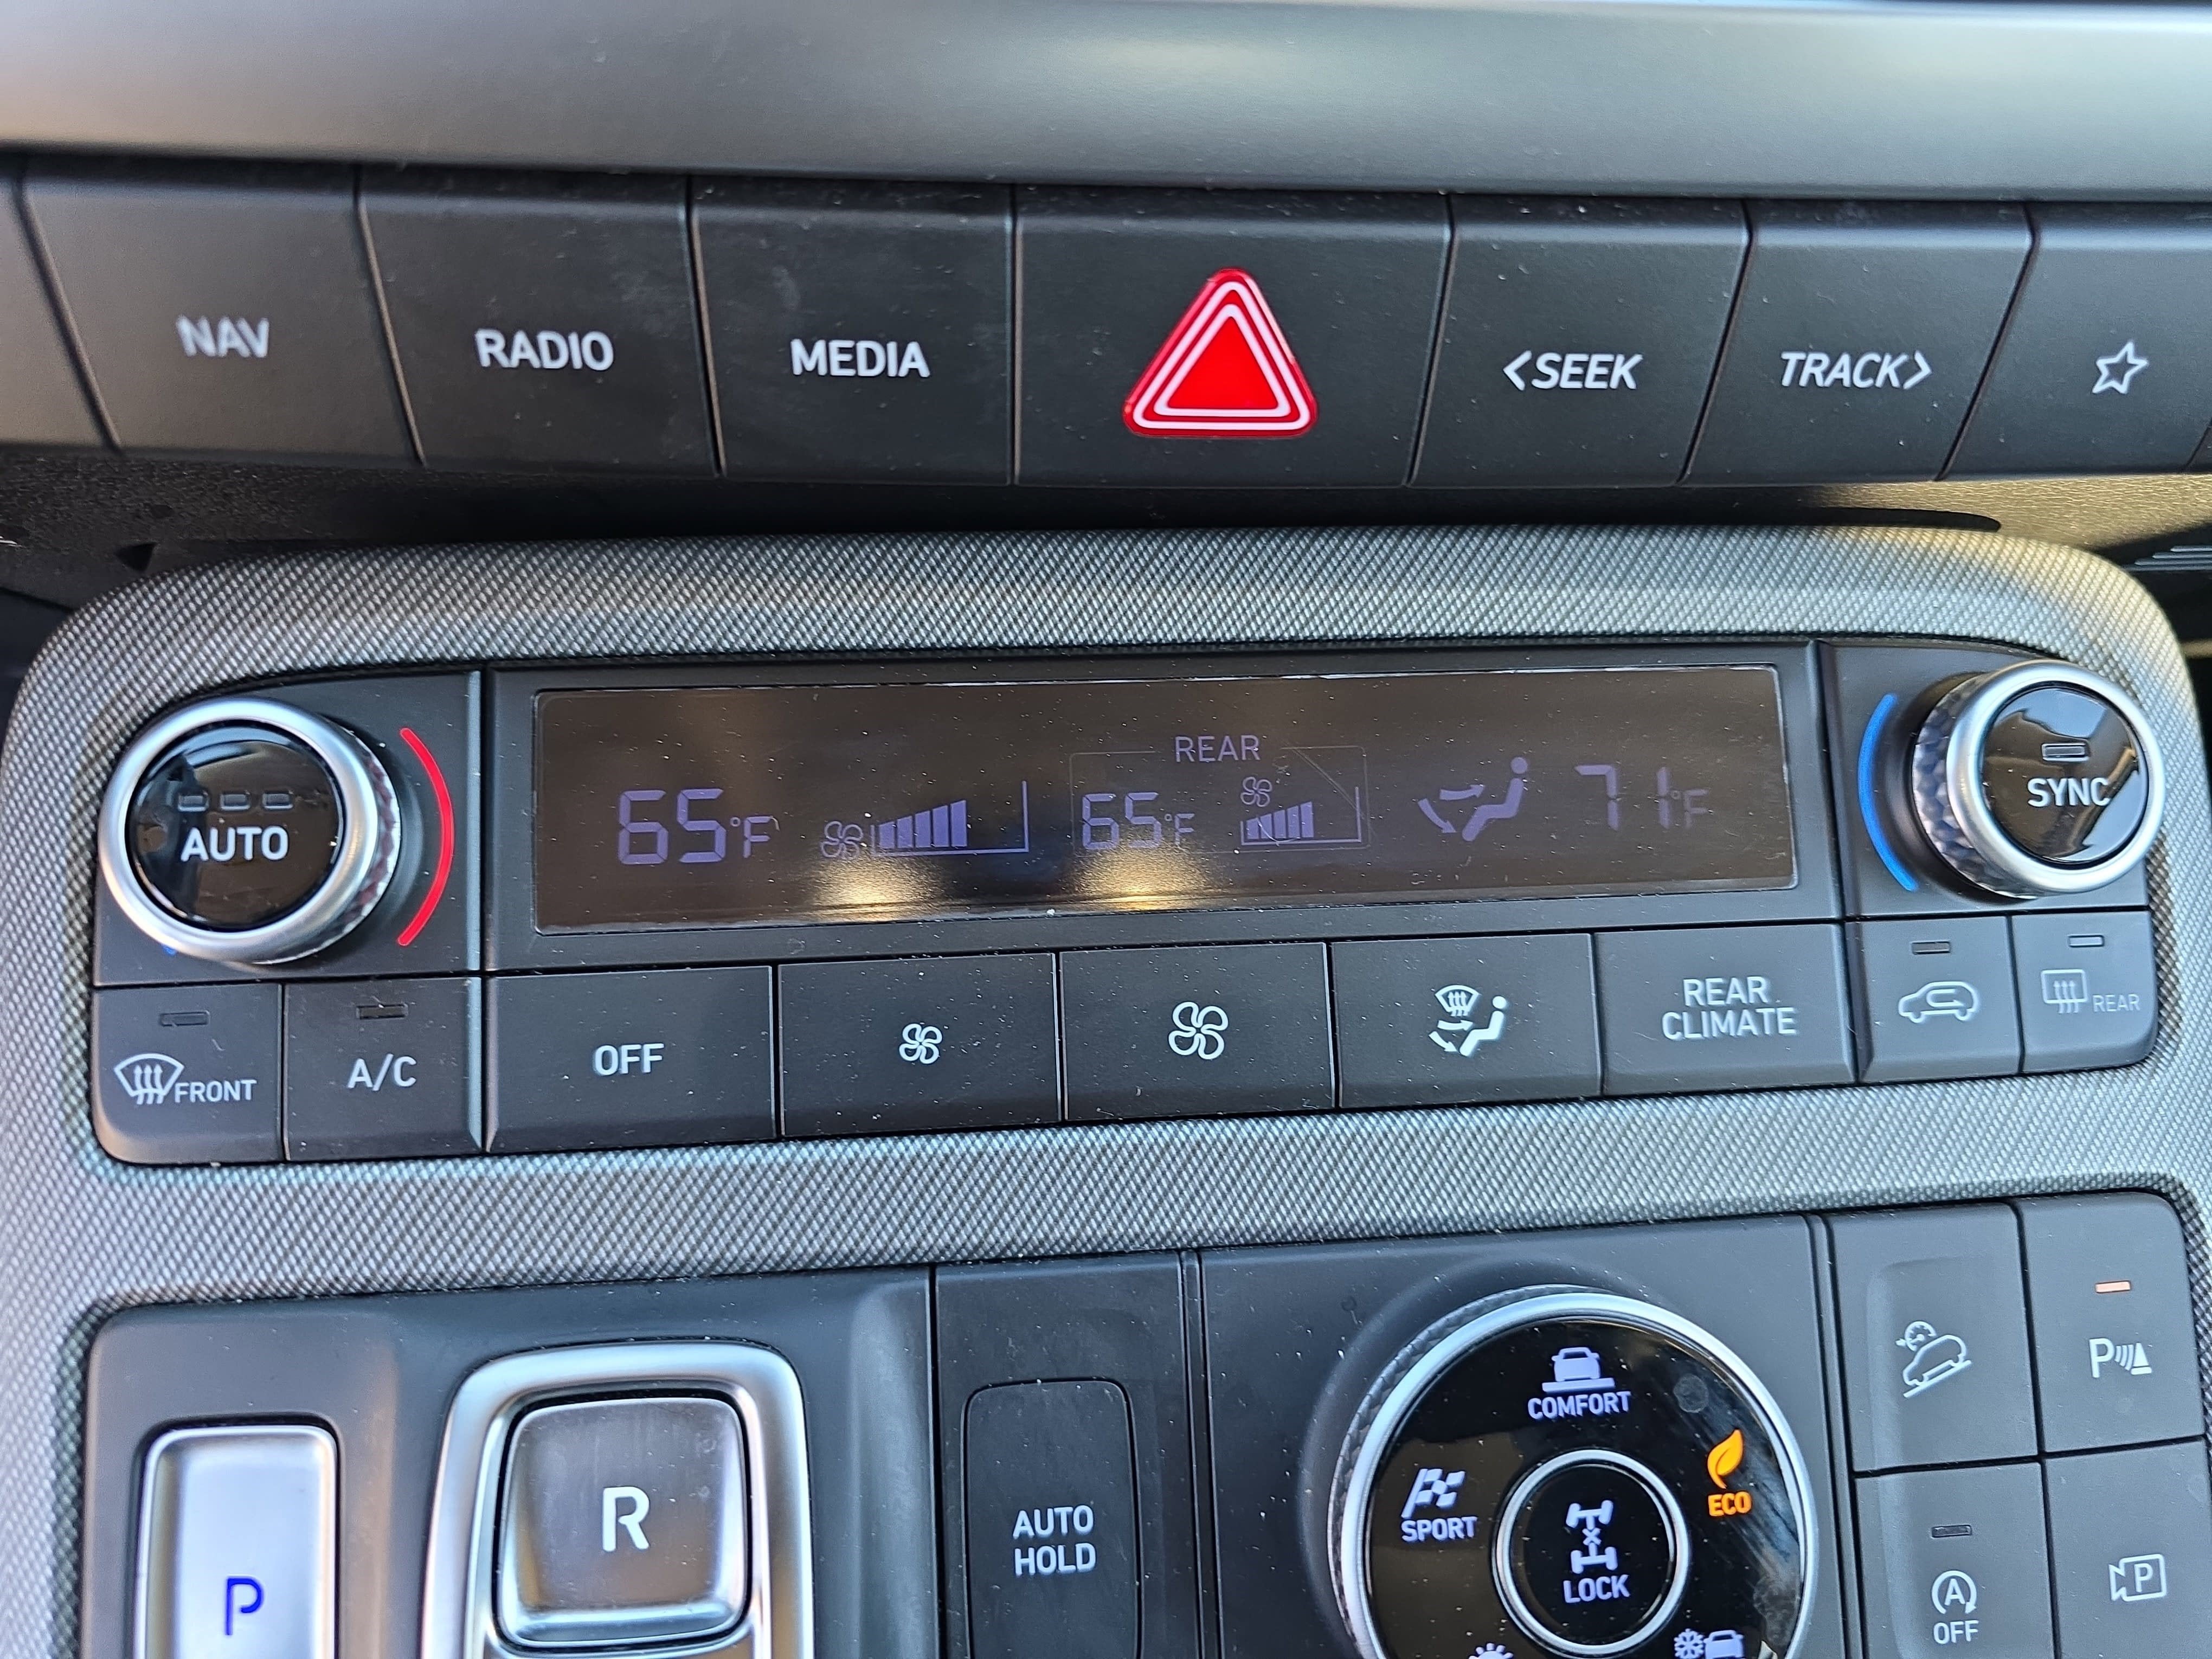 NAV
RADIO
MEDIA
<SEEK
TRACK>
AUTO
65°F
REAR
65°F
71°F
SYNC
FRONT
A/C
OFF
REAR
CLIMATE
REAR
P
R
AUTO
HOLD
COMFORT
SPORT
ECO
LOCK
P
A
OFF
P